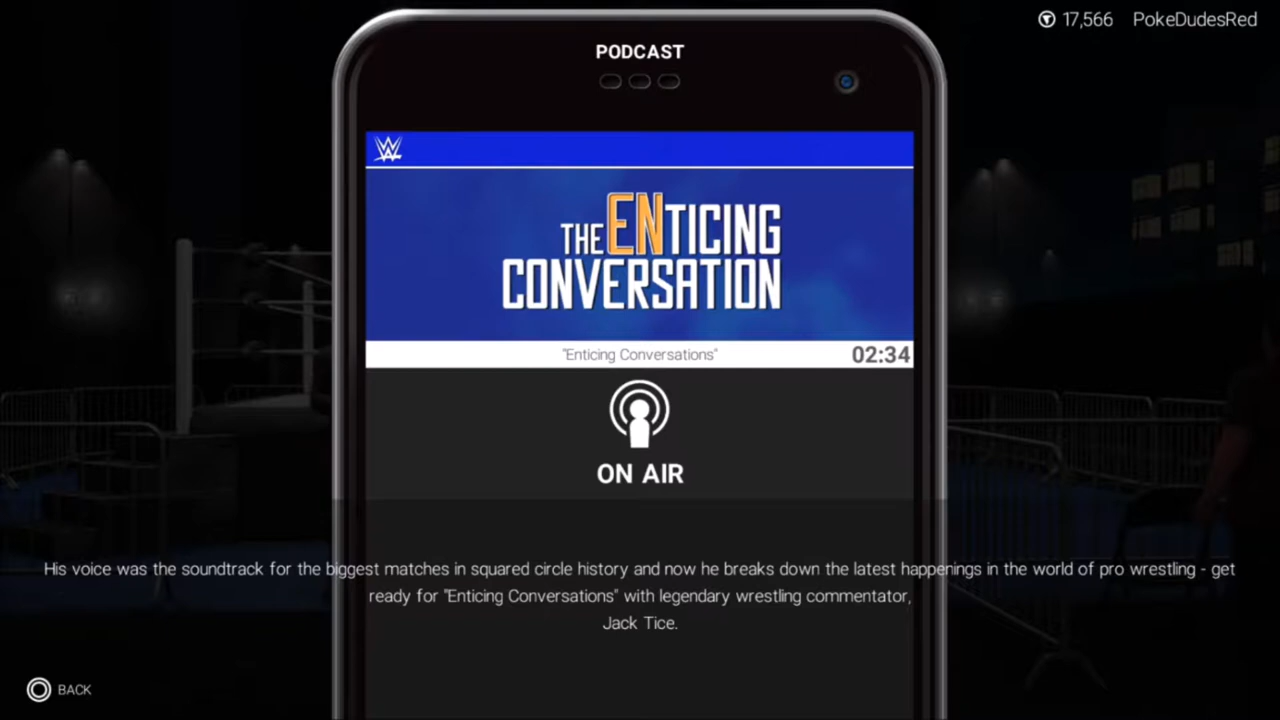 17,566 PokeDudesRed
PODCAST
THE ENTICING
CONVERSATION
"Enticing Conversations" 02:34
ON AIR
His voice was the soundtrack for the biggest matches in squared circle history and now he breaks down the latest happenings in the world of pro wrestling - get
ready for "Enticing Conversations" with legendary wrestling commentator,
Jack Tice.
BACK